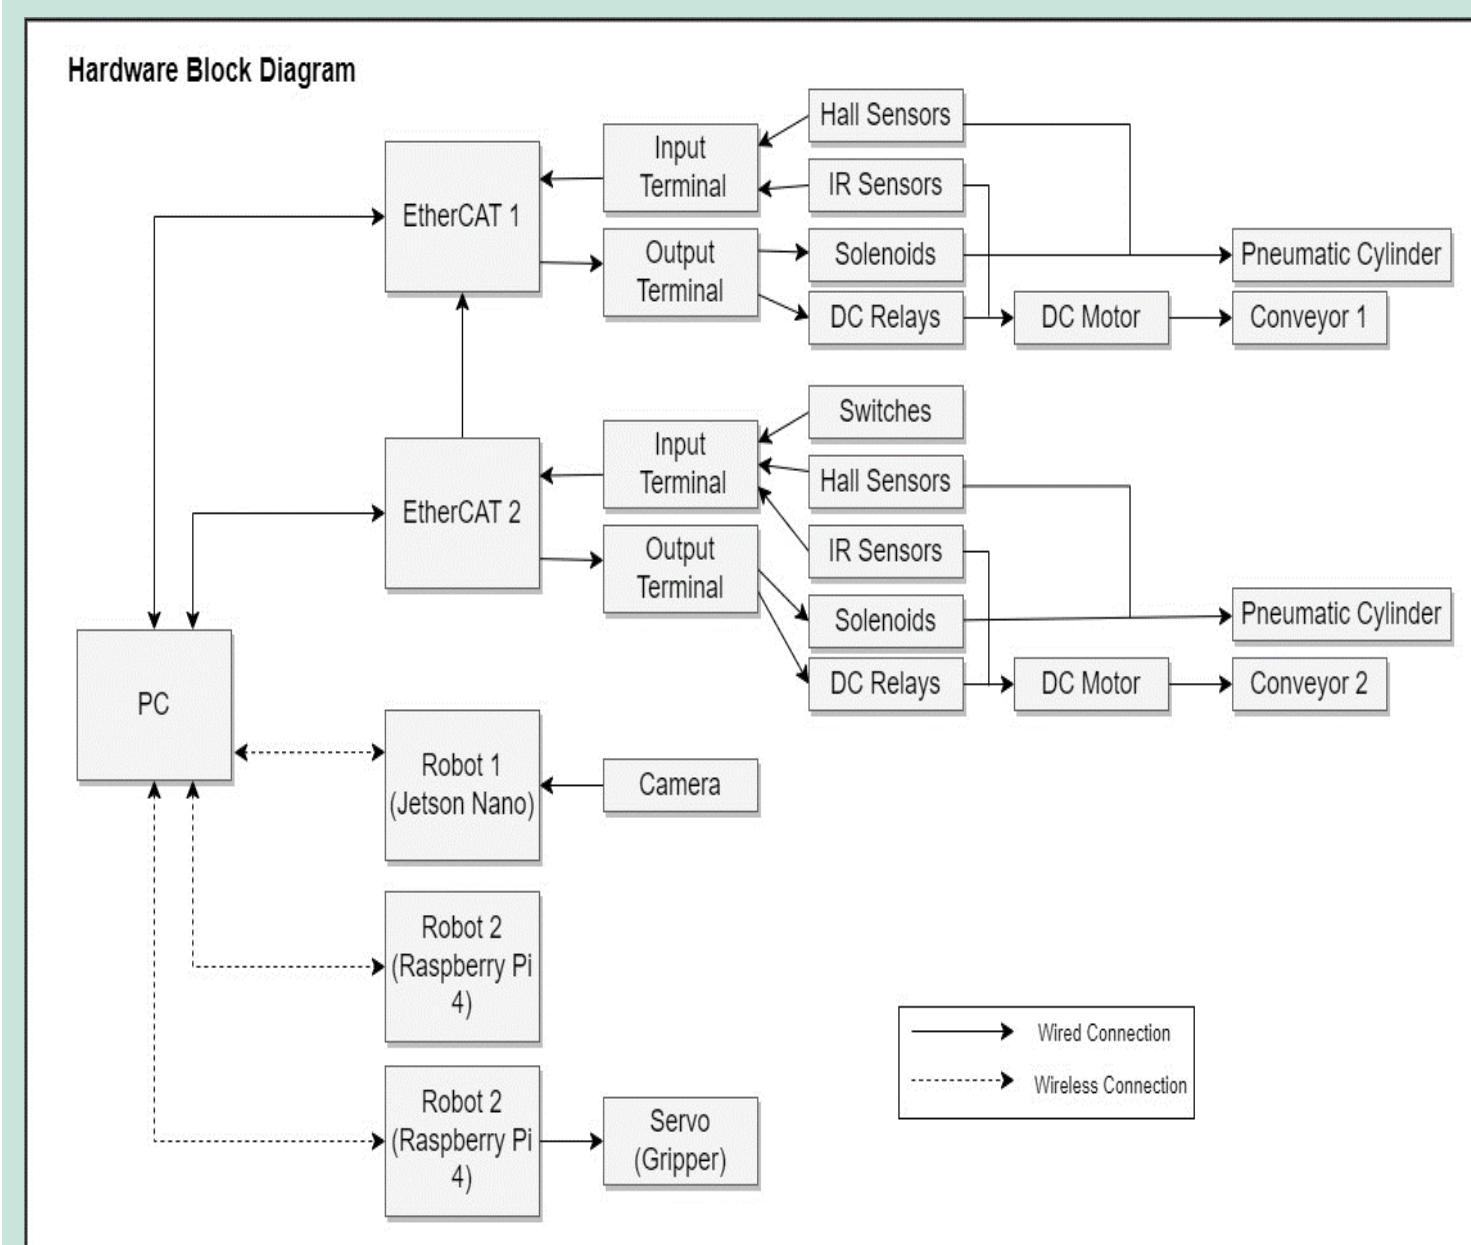 Hardware Block Diagram
Hall Sensors
Input
Terminal
IR Sensors
EtherCAT 1
Output
Terminal
Solenoids
Pneumatic Cylinder
DC Relays
DC Motor
Conveyor 1
Switches
Input
Terminal
Hall Sensors
EtherCAT 2
IR Sensors
Output
Terminal
Solenoids
Pneumatic Cylinder
DC Relays
DC Motor
Conveyor 2
PC
Robot 1
(Jetson Nano)
Camera
Robot 2
(Raspberry Pi
4)
Wired Connection
Wireless Connection
Robot 2
(Raspberry Pi
4)
Servo
(Gripper)